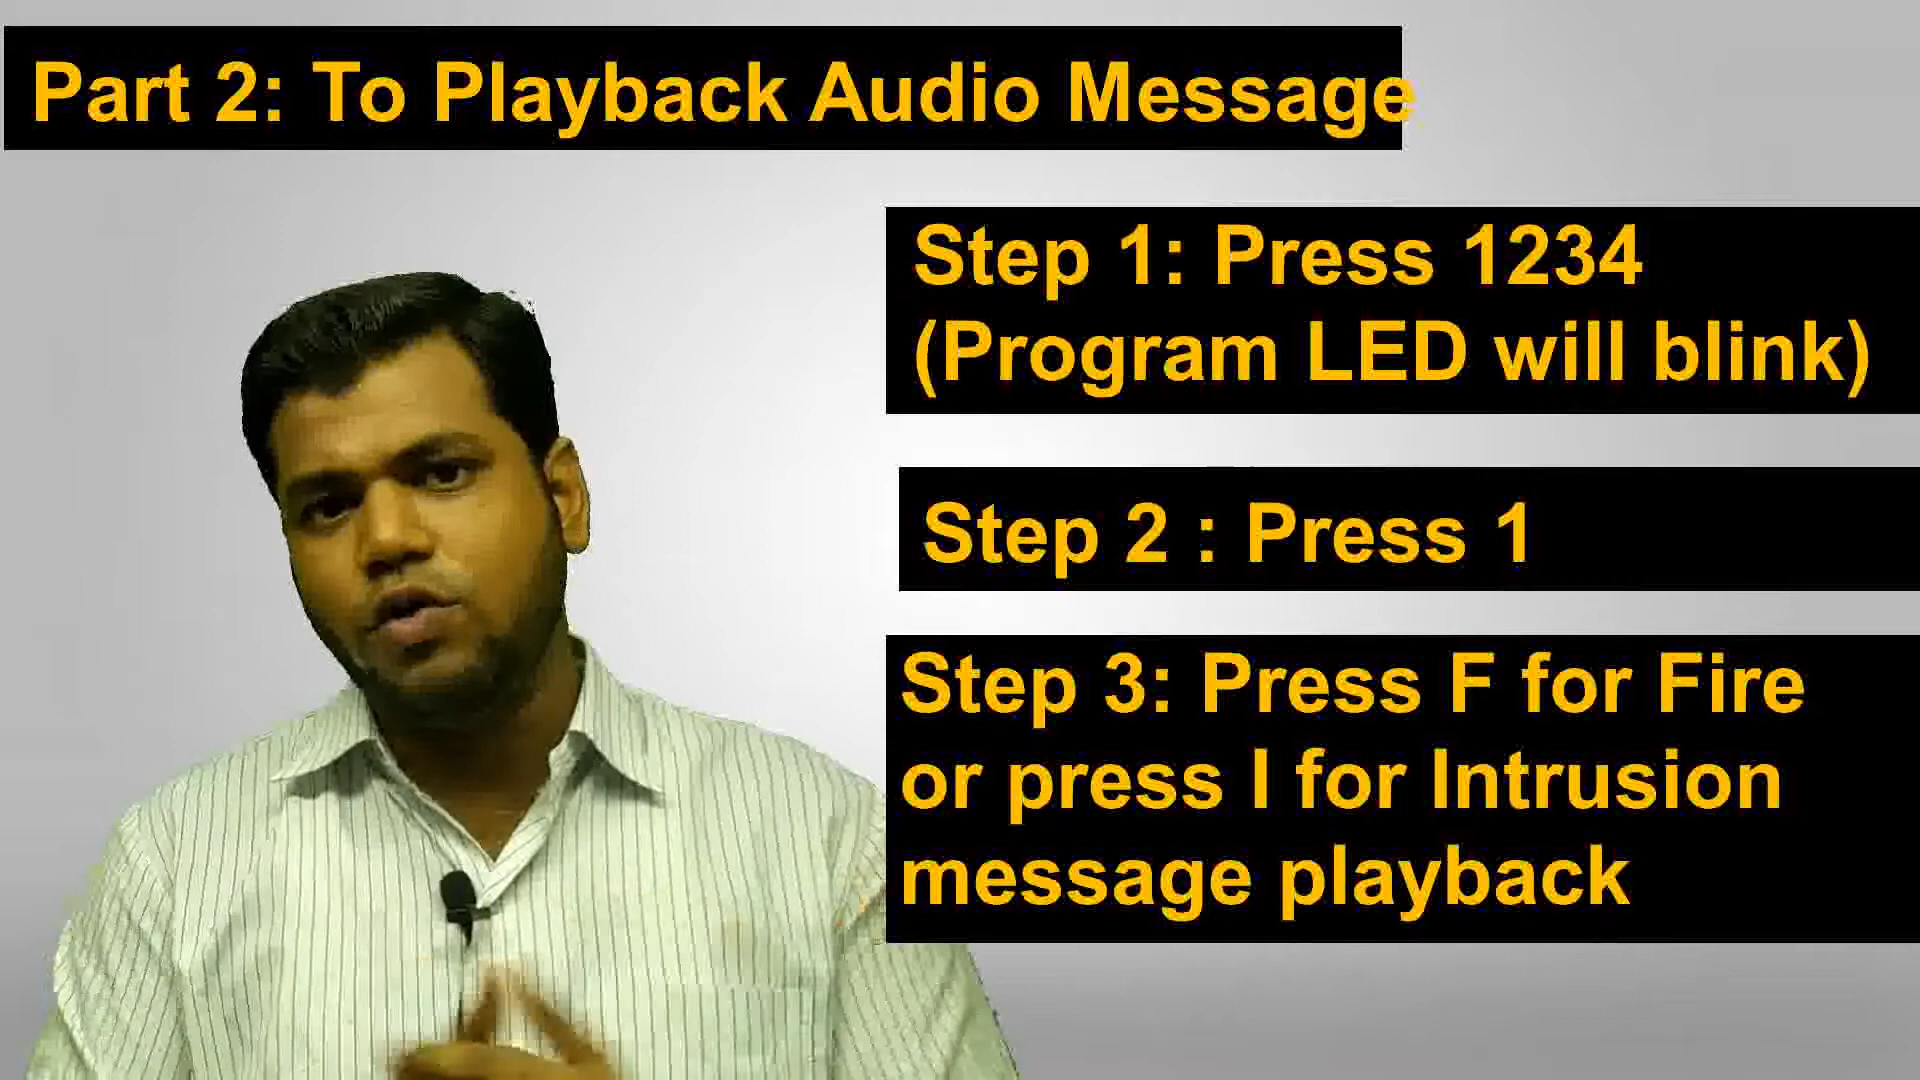 Part 2: To Playback Audio Message
Step 1: Press 1234
(Program LED will blink)
Step 2 : Press 1
Step 3: Press F for Fire
or press I for Intrusion
message playback